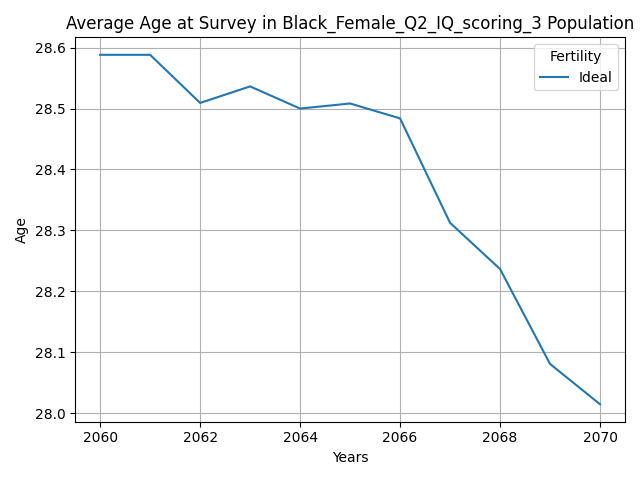 Average Age at Survey in Black_Female_Q2_IQ_scoring_3 Population
Fertility
Ideal
28.6
28.5
28.4
28.3
28.2
28.1
28.0
Age
2060
2062
2064
2066
2068
2070
Years